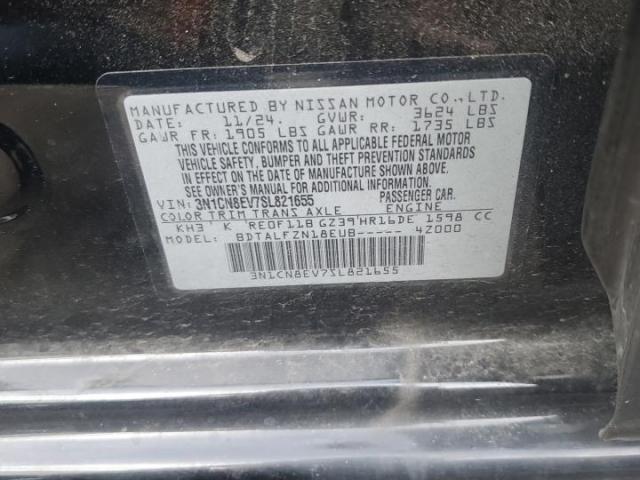 MANUFACTURED BY NISSAN MOTOR CO., LTD.
DATE: 11/24. GVWR: 3624 LBS
GAWR FR: 1905 LBS GAWR RR: 1735 LBS
THIS VEHICLE CONFORMS TO ALL APPLICABLE FEDERAL MOTOR
VEHICLE SAFETY, BUMPER AND THEFT PREVENTION STANDARDS
IN EFFECT ON THE DATE OF MANUFACTURE SHOWN ABOVE.
SEE OWNER'S MANUAL FOR ADDITIONAL INFORMATION.
VIN: 3N1CN8EV7SL821655 PASSENGER CAR.
COLOR TRIM TRANS AXLE ENGINE
KH3 K RE0F11B GZ39 HR16DE 1598 CC
MODEL: BDTALFZN18EUB----- 4Z000
3N1CN8EV7SL821655